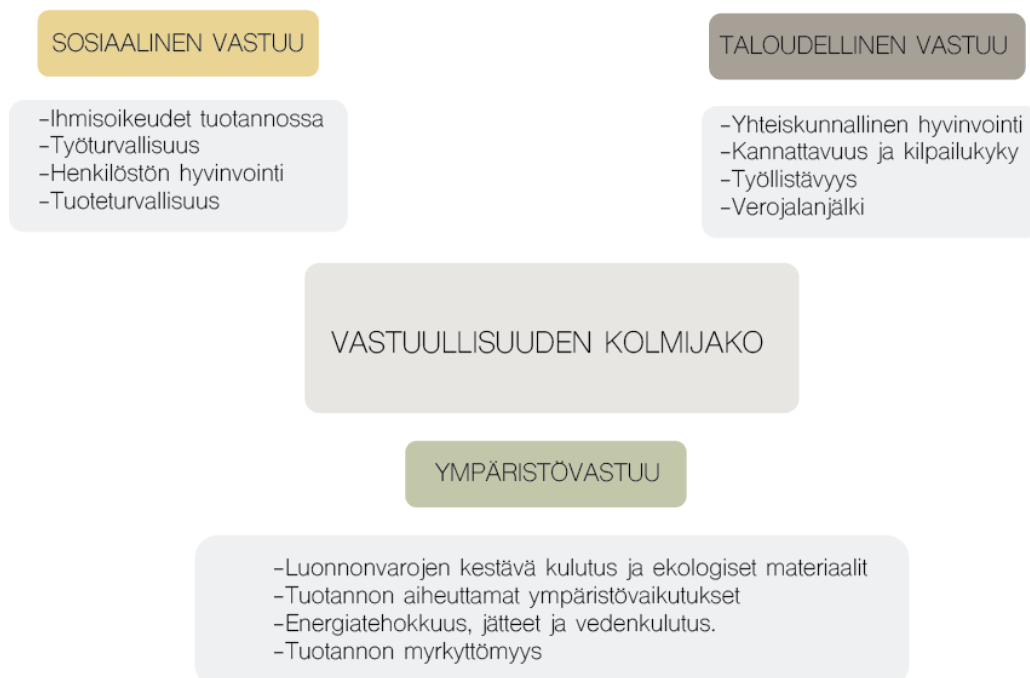 SOSIAALINEN VASTUU
-Ihmisoikeudet tuotannossa
-Työturvallisuus
-Henkilöstön hyvinvointi
-Tuoteturvallisuus
TALOUDELLINEN VASTUU
-Yhteiskunnallinen hyvinvointi
-Kannattavuus ja kilpailukyky
-Työllistävyys
-Verojalanjälki
VASTUULLISUUDEN KOLMIJAKO
YMPÄRISTÖVASTUU
-Luonnonvarojen kestävä kulutus ja ekologiset materiaalit
-Tuotannon aiheuttamat ympäristövaikutukset
-Energiatehokkuus, jätteet ja vedenkulutus.
-Tuotannon myrkyttömyys